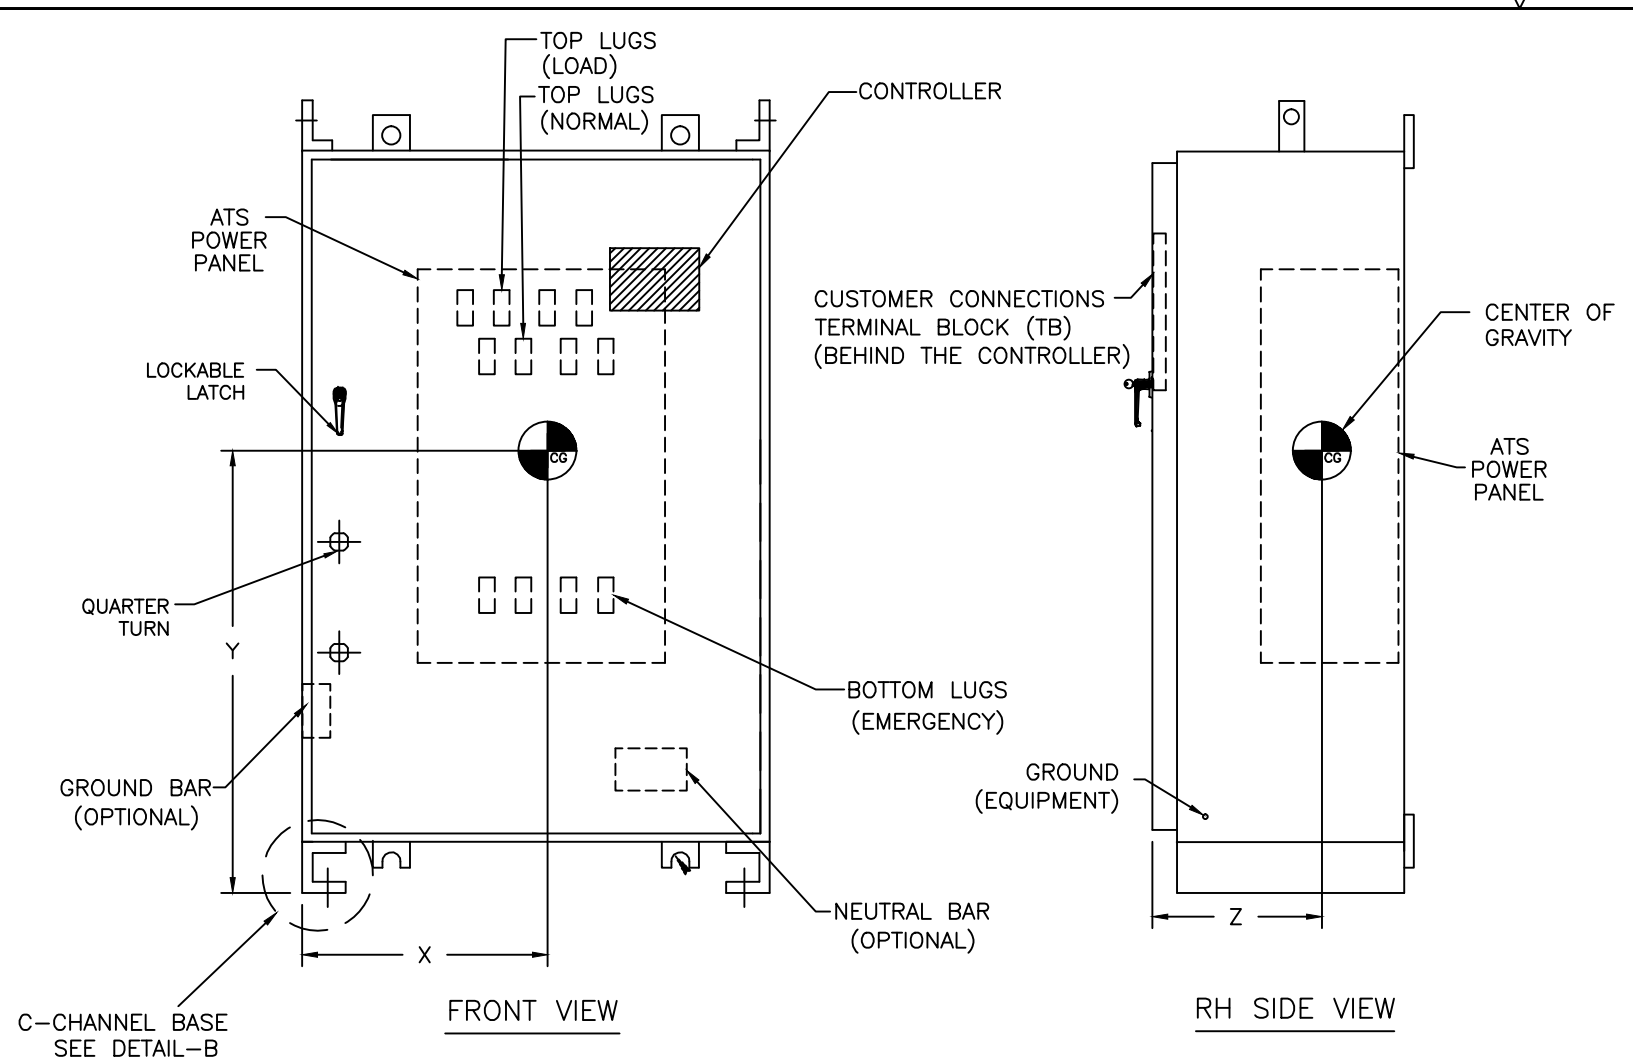 TOP LUGS
(LOAD)
TOP LUGS
(NORMAL)
CONTROLLER
ATS
POWER
PANEL
LOCKABLE
LATCH
CG
QUARTER
TURN
Y
BOTTOM LUGS
(EMERGENCY)
GROUND BAR
(OPTIONAL)
NEUTRAL BAR
(OPTIONAL)
X
C-CHANNEL BASE
SEE DETAIL-B
FRONT VIEW
CUSTOMER CONNECTIONS
TERMINAL BLOCK (TB)
(BEHIND THE CONTROLLER)
CENTER OF
GRAVITY
CG
ATS
POWER
PANEL
GROUND
(EQUIPMENT)
Z
RH SIDE VIEW